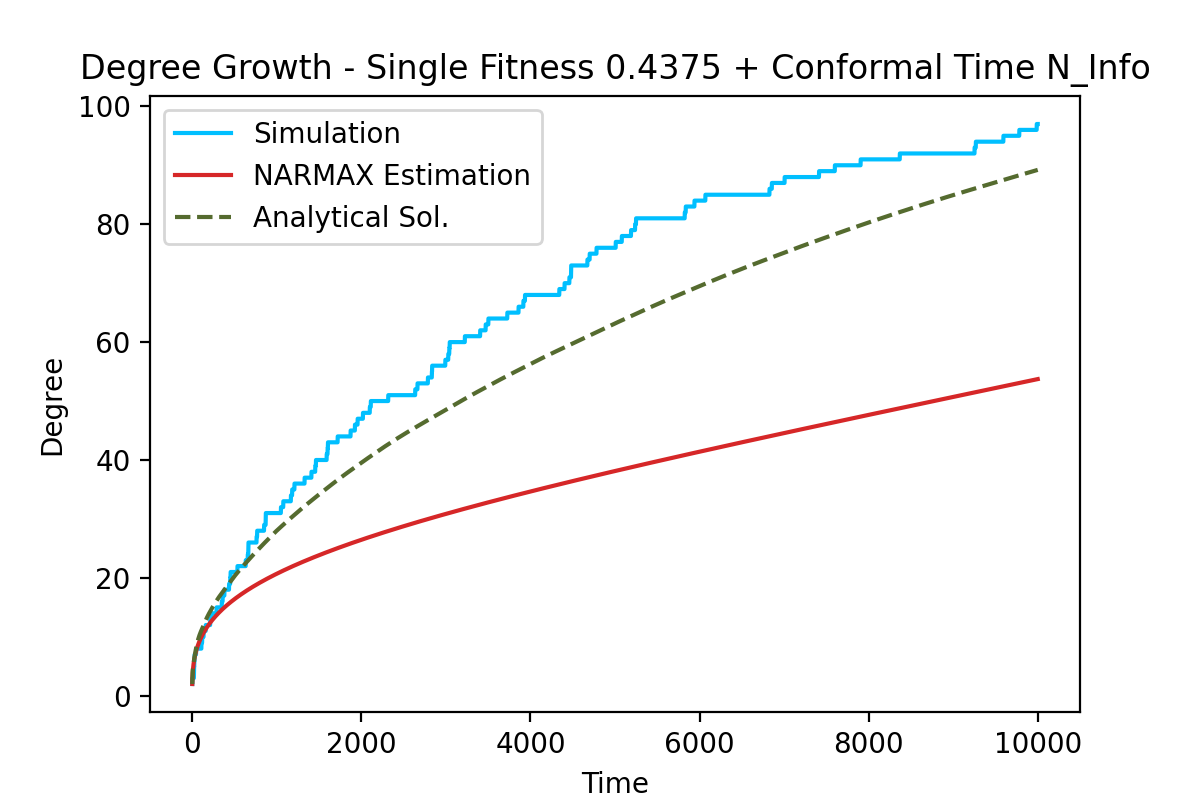 Degree Growth - Single Fitness 0.4375 + Conformal Time N_Info
100
80
60
40
20
0
Degree
Simulation
NARMAX Estimation
Analytical Sol.
0 2000 4000 6000 8000 10000
Time